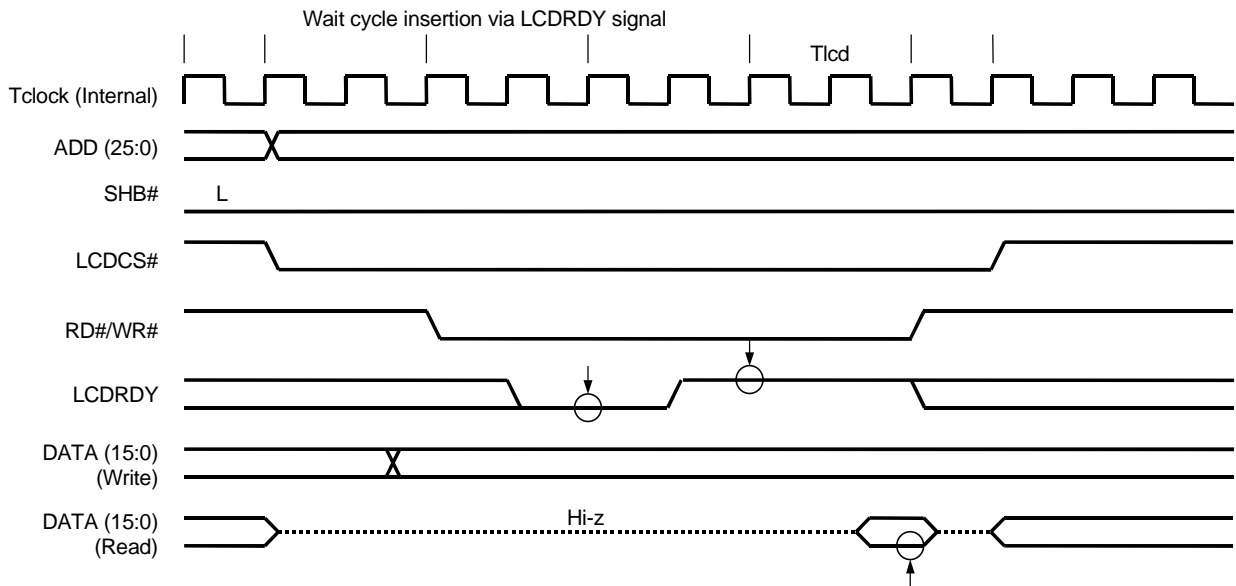 Wait cycle insertion via LCDRDY signal
Tlcd
Tclock (Internal)
ADD (25:0)
SHB#
L
LCDCS#
RD#/WR#
LCDRDY
DATA (15:0)
(Write)
DATA (15:0)
(Read)
Hi-z